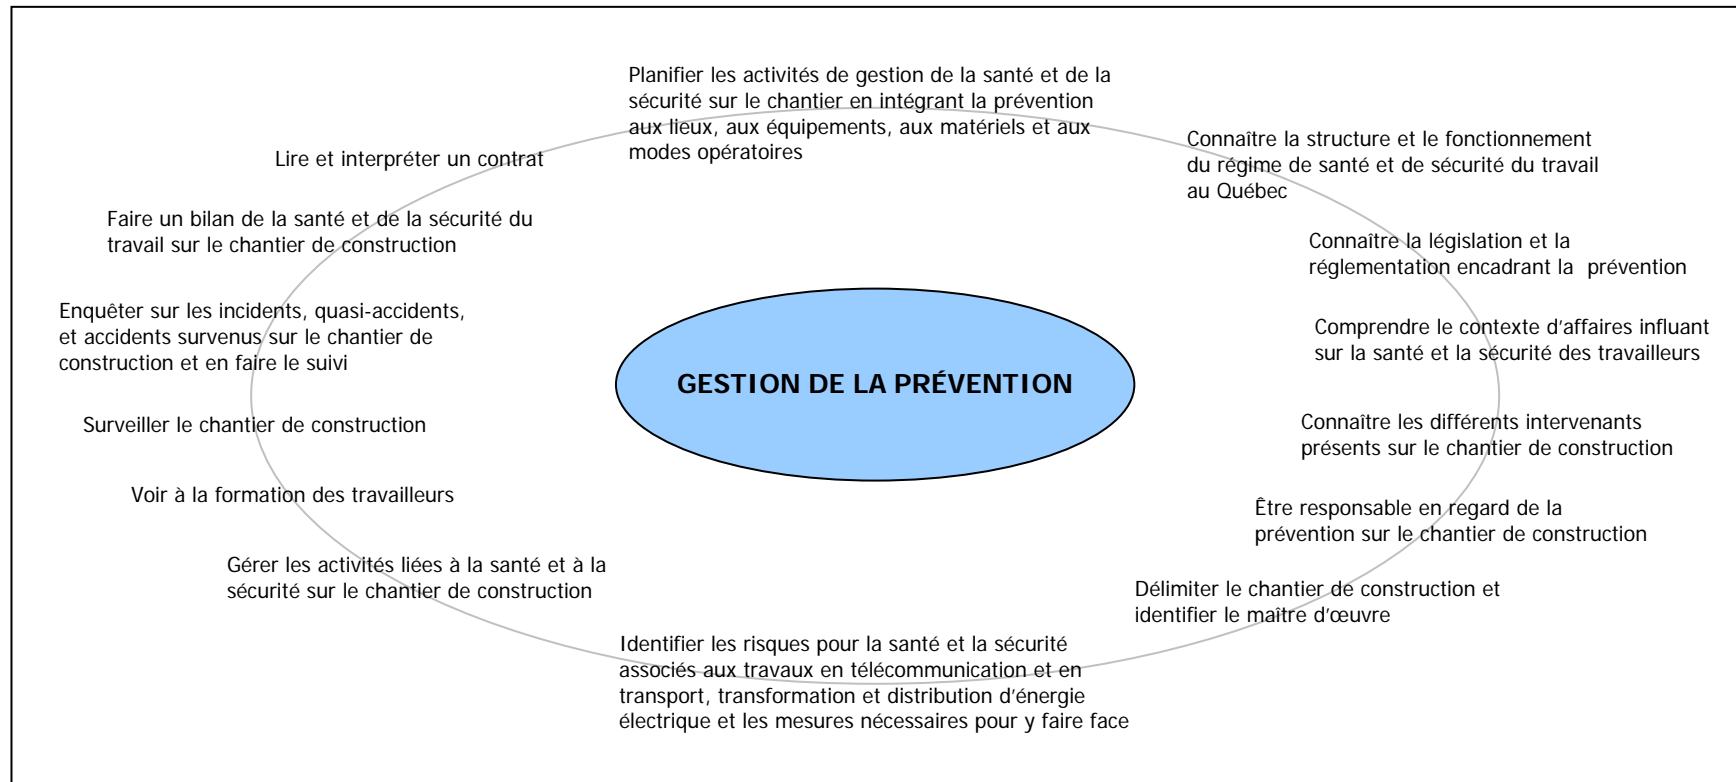 Planifier les activités de gestion de la santé et de la
sécurité sur le chantier en intégrant la prévention
aux lieux, aux équipements, aux matériels et aux
modes opératoires
Connaître la structure et le fonctionnement
du régime de santé et de sécurité du travail
au Québec
Connaître la législation et la
réglementation encadrant la prévention
Comprendre le contexte d'affaires influant
sur la santé et la sécurité des travailleurs
Connaître les différents intervenants
présents sur le chantier de construction
Être responsable en regard de la
prévention sur le chantier de construction
Délimiter le chantier de construction et
identifier le maître d'œuvre
Identifier les risques pour la santé et la sécurité
associés aux travaux en télécommunication et en
transport, transformation et distribution d'énergie
électrique et les mesures nécessaires pour y faire face
Gérer les activités liées à la santé et à la
sécurité sur le chantier de construction
Voir à la formation des travailleurs
Surveiller le chantier de construction
Enquêter sur les incidents, quasi-accidents,
et accidents survenus sur le chantier de
construction et en faire le suivi
Faire un bilan de la santé et de la sécurité du
travail sur le chantier de construction
Lire et interpréter un contrat
GESTION DE LA PRÉVENTION